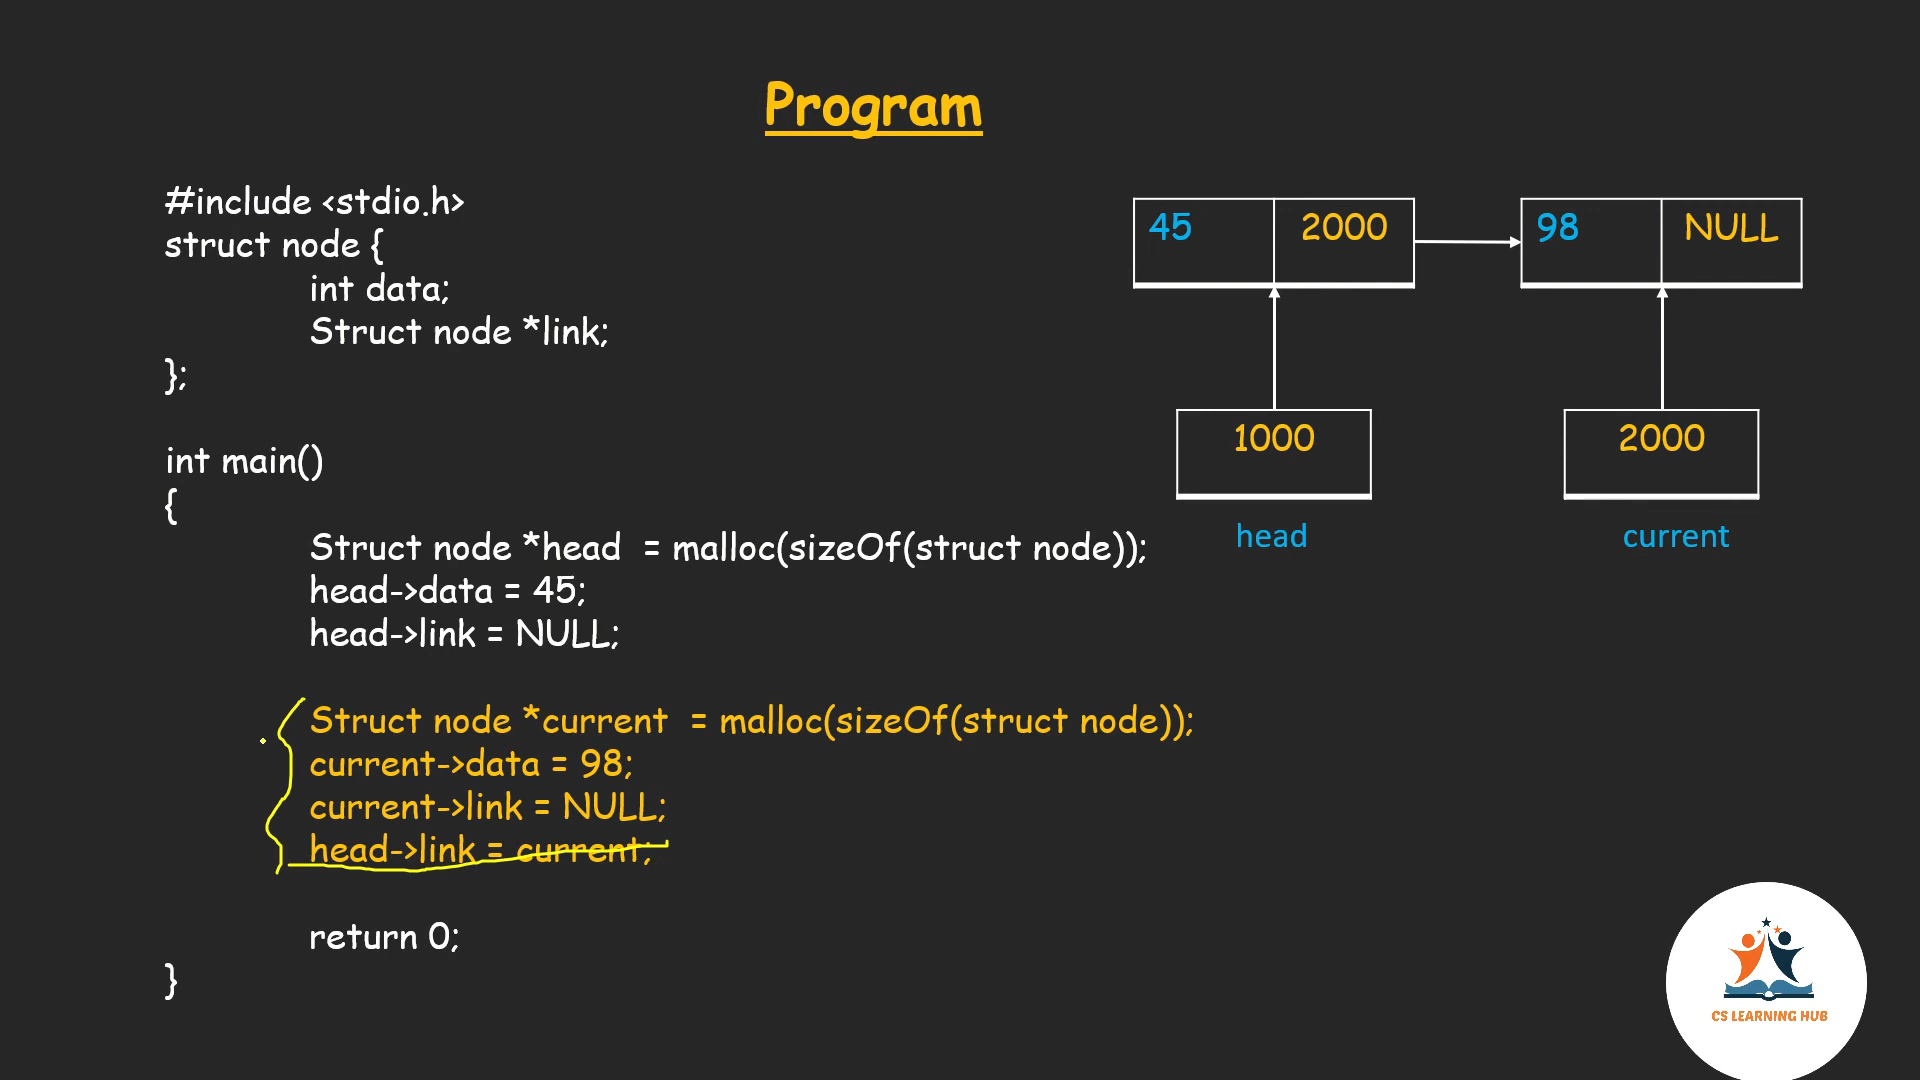 Program
#include <stdio.h>
struct node {
int data;
Struct node *link;
};
int main()
{
Struct node *head  = malloc(sizeOf(struct node));
head->data = 45;
head->link = NULL;
Struct node *current  = malloc(sizeOf(struct node));
current->data = 98;
current->link = NULL;
head->link = current;
return 0;
}
45 2000 98 NULL
1000 2000
head current
CS LEARNING HUB